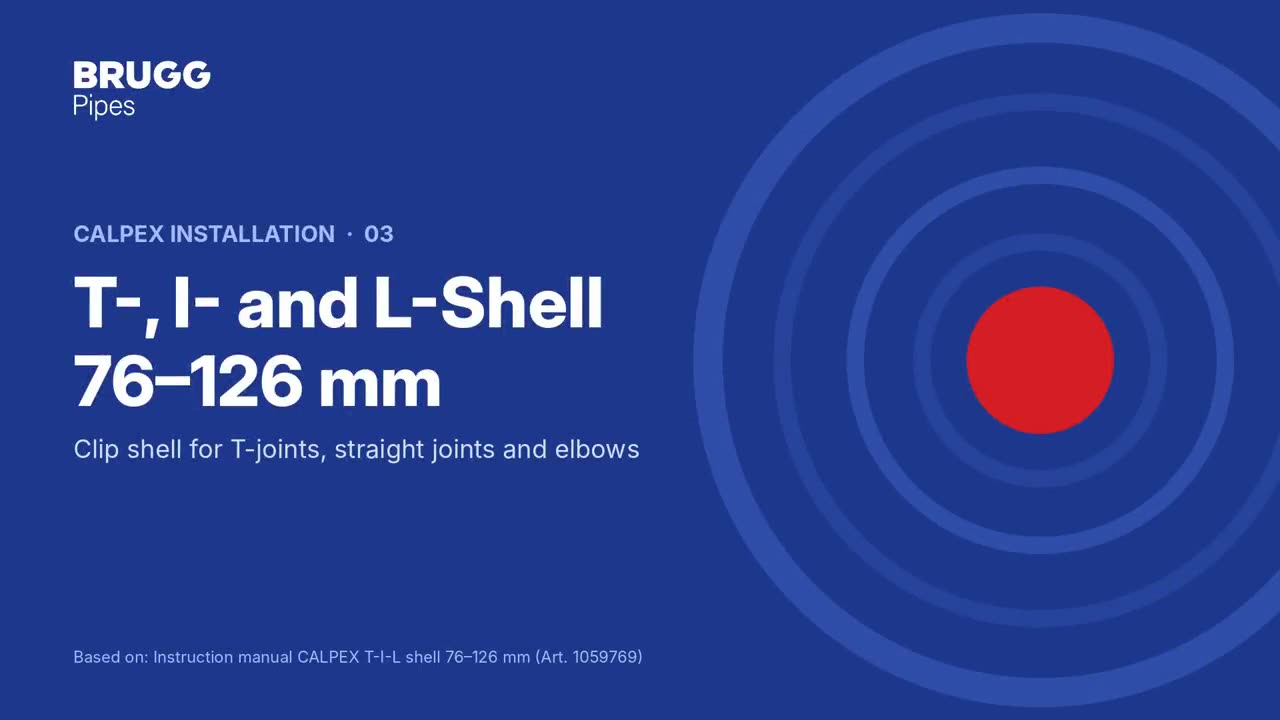 BRUGG
Pipes
CALPEX INSTALLATION · 03
T-, I- and L-Shell
76–126 mm
Clip shell for T-joints, straight joints and elbows
Based on: Instruction manual CALPEX T-I-L shell 76–126 mm (Art. 1059769)